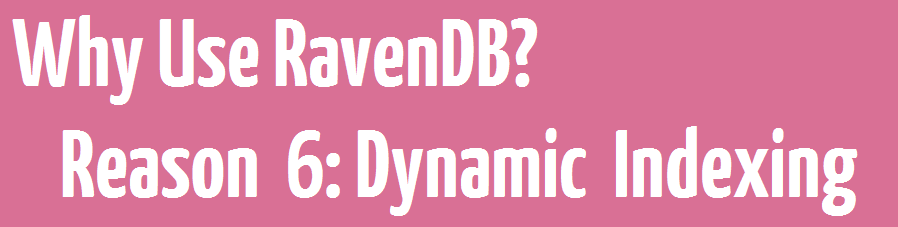 Why Use RavenDB?
Reason 6: Dynamic Indexing